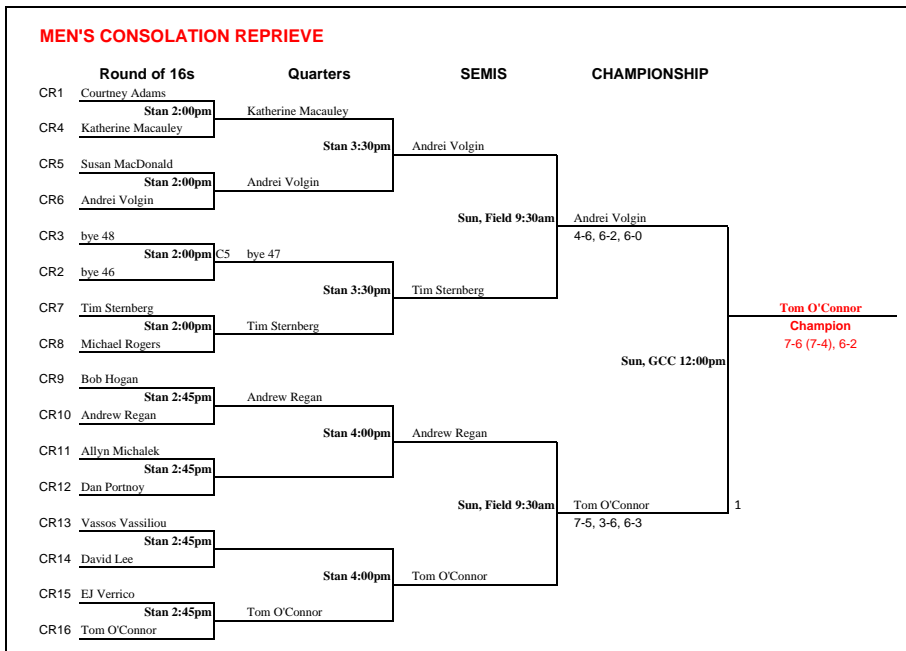 MEN'S CONSOLATION REPRIEVE
Round of 16s Quarters SEMIS CHAMPIONSHIP
CR1 Courtney Adams
Stan 2:00pm Katherine Macauley
CR4 Katherine Macauley
Stan 3:30pm Andrei Volgin
CR5 Susan MacDonald
Stan 2:00pm Andrei Volgin
CR6 Andrei Volgin
Sun, Field 9:30am Andrei Volgin
4-6, 6-2, 6-0
CR3 bye 48
Stan 2:00pm C5 bye 47
CR2 bye 46
Stan 3:30pm Tim Sternberg
CR7 Tim Sternberg
Tom O'Connor
Stan 2:00pm Tim Sternberg
Champion
CR8 Michael Rogers
7-6 (7-4), 6-2
Sun, GCC 12:00pm
CR9 Bob Hogan
Stan 2:45pm Andrew Regan
CR10 Andrew Regan
Stan 4:00pm Andrew Regan
CR11 Allyn Michalek
Stan 2:45pm
CR12 Dan Portnoy
Sun, Field 9:30am Tom O'Connor 1
CR13 Vassos Vassiliou
7-5, 3-6, 6-3
Stan 2:45pm
CR14 David Lee
Stan 4:00pm Tom O'Connor
CR15 EJ Verrico
Stan 2:45pm Tom O'Connor
CR16 Tom O'Connor